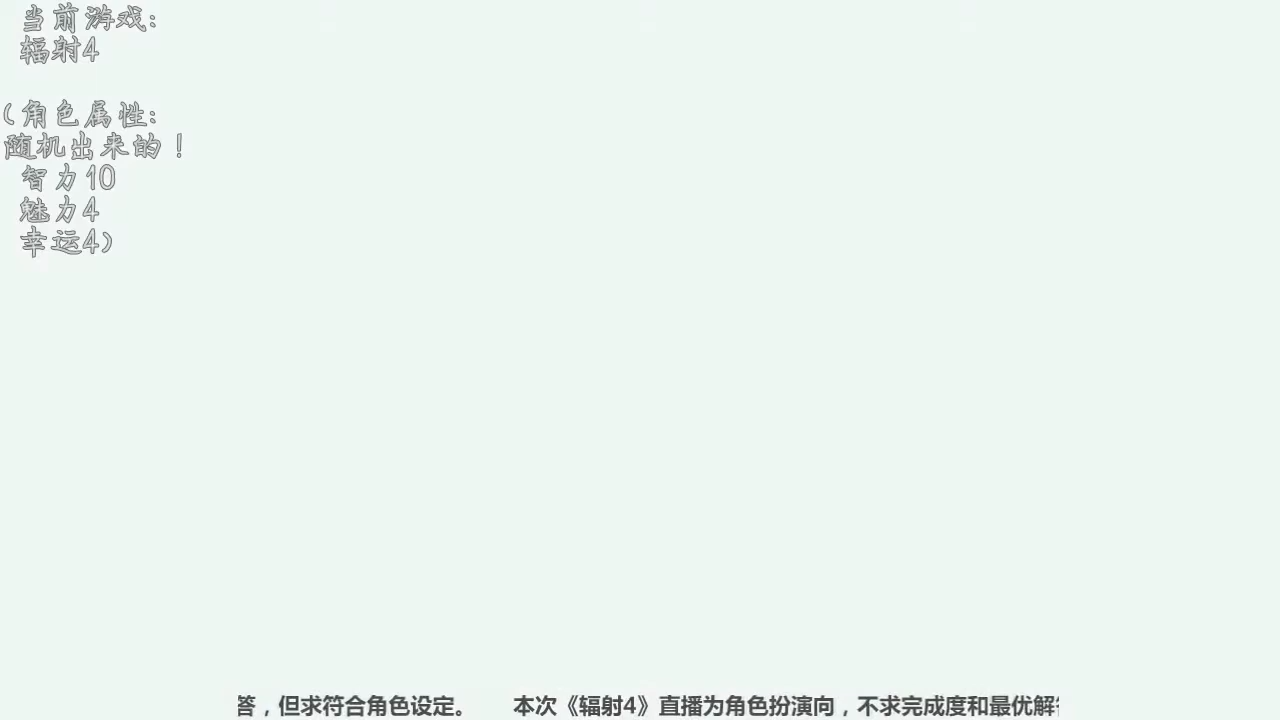 当前游戏:
辐射4
(角色属性:
随机出来的！
智力10
魅力4
幸运4)
答，但求符合角色设定。 本次《辐射4》直播为角色扮演向，不求完成度和最优解答